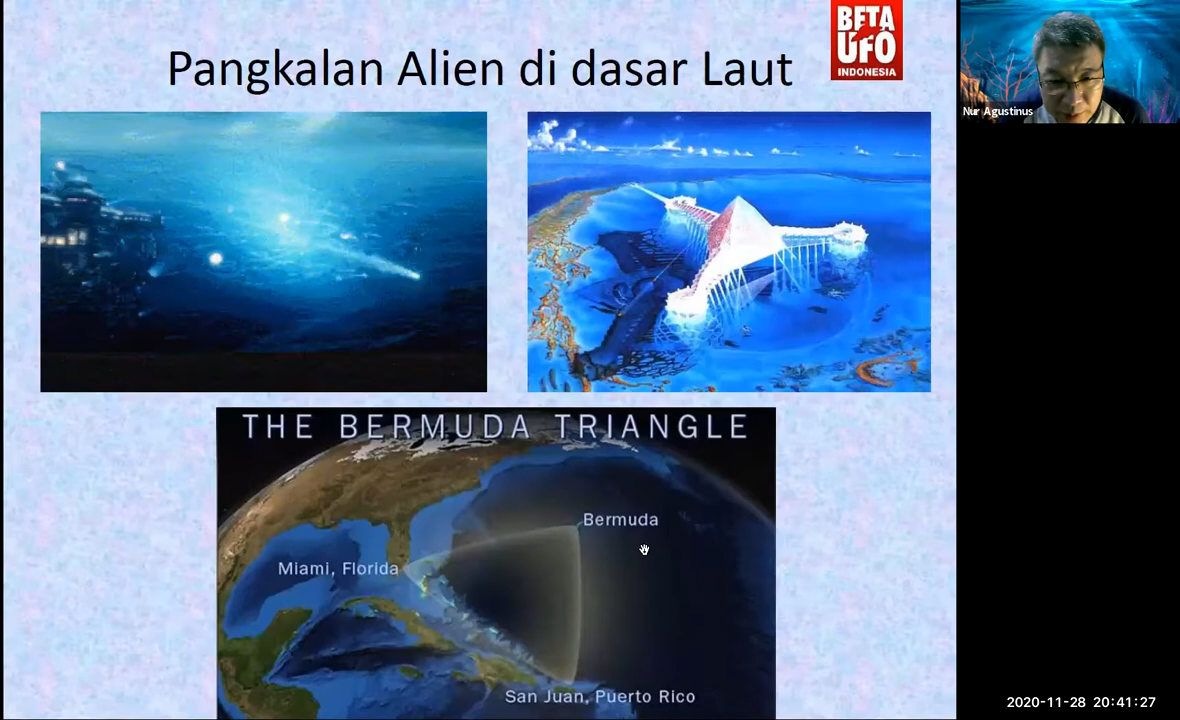 Pangkalan Alien di dasar Laut
BETA
UFO
INDONESIA
Nur Agustinus
THE BERMUDA TRIANGLE
Bermuda
Miami, Florida
San Juan, Puerto Rico
2020-11-28 20:41:27